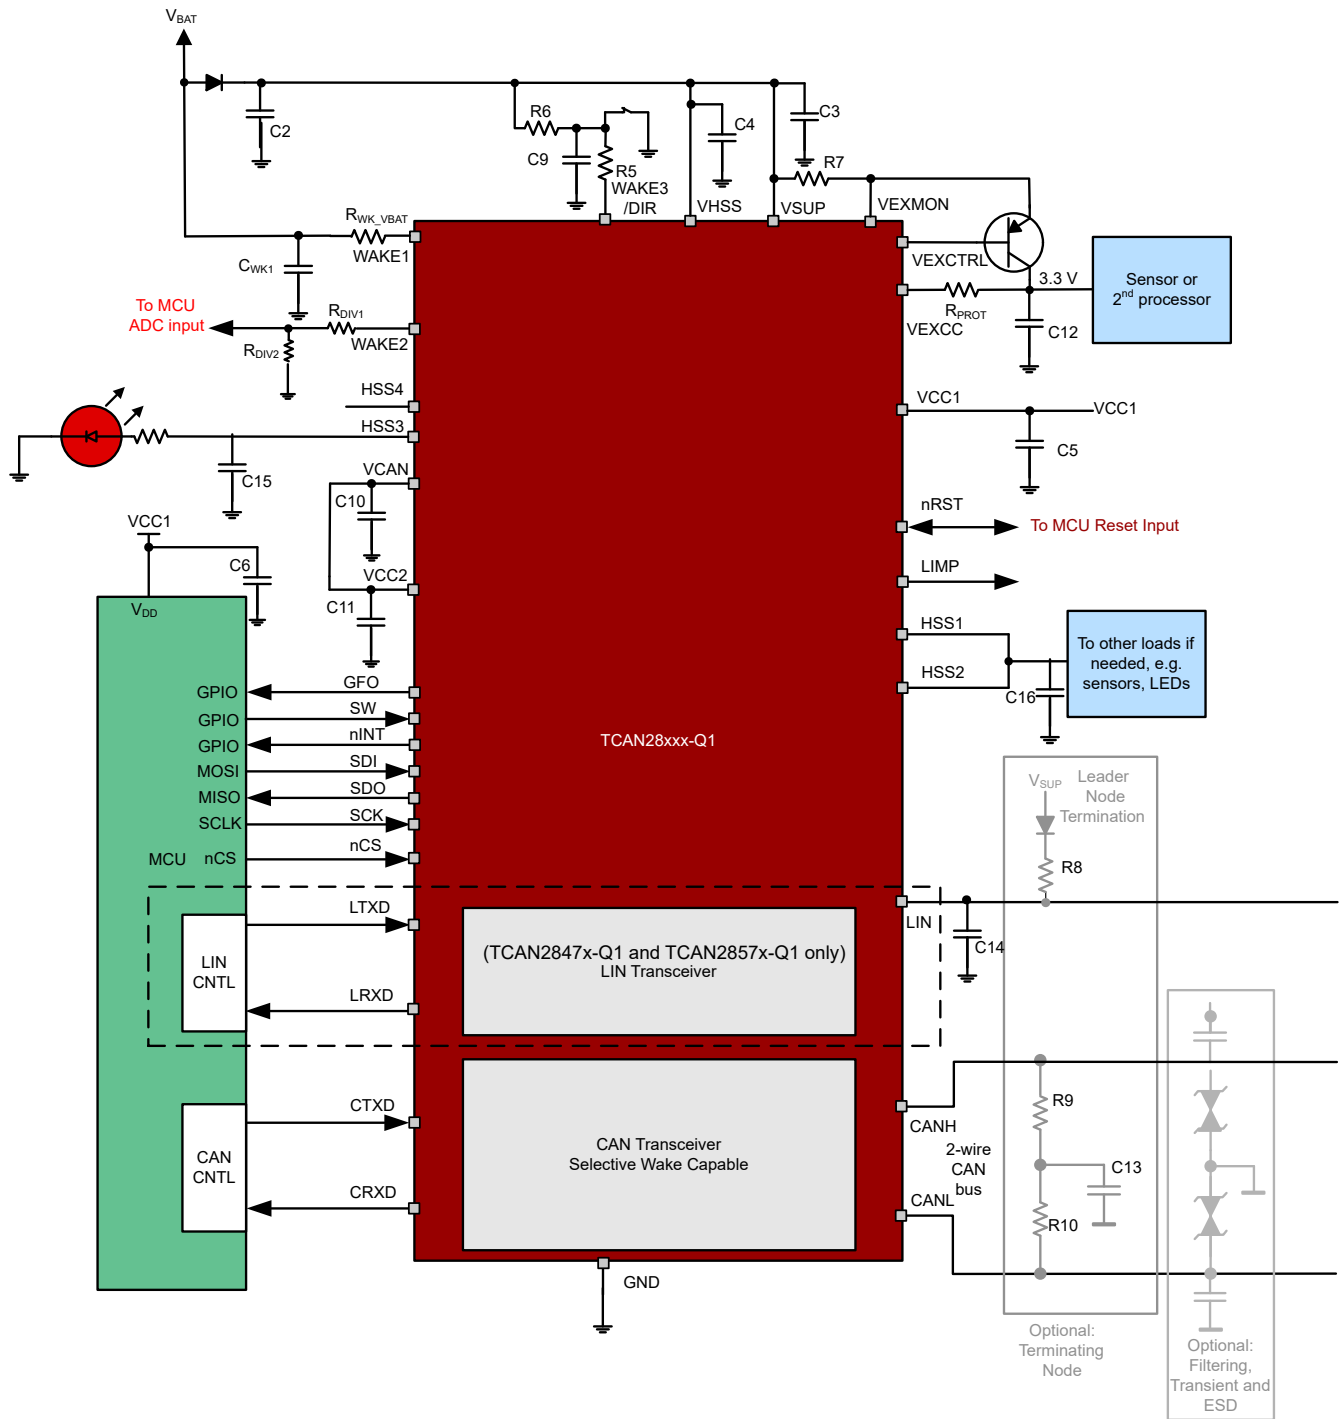 VBAT
C2
R6
C9
R5
WAKE3
/DIR
C4
C3
R7
VHSS
VSUP
VEXMON
RWK_VBAT
WAKE1
CWK1
To MCU
ADC input
RDIV1
WAKE2
RDIV2
VEXCTRL
3.3 V
RPROT
VEXCC
C12
Sensor or
2nd processor
HSS4
HSS3
C15
VCC1
VCC1
C5
VCAN
C10
VCC2
C11
nRST
To MCU Reset Input
LIMP
HSS1
HSS2
C16
To other loads if
needed, e.g.
sensors, LEDs
VCC1
C6
VDD
GPIO
GFO
GPIO
SW
GPIO
nINT
MOSI
SDI
MISO
SDO
SCLK
SCK
MCU
nCS
nCS
TCAN28xxx-Q1
VSUP
Leader
Node
Termination
R8
LTXD
LIN
CNTL
LRXD
(TCAN2847x-Q1 and TCAN2857x-Q1 only)
LIN Transceiver
LIN
C14
CTXD
CAN
CNTL
CRXD
CAN Transceiver
Selective Wake Capable
CANH
2-wire
CAN
bus
CANL
R9
C13
R10
GND
Optional:
Terminating
Node
Optional:
Filtering,
Transient and
ESD